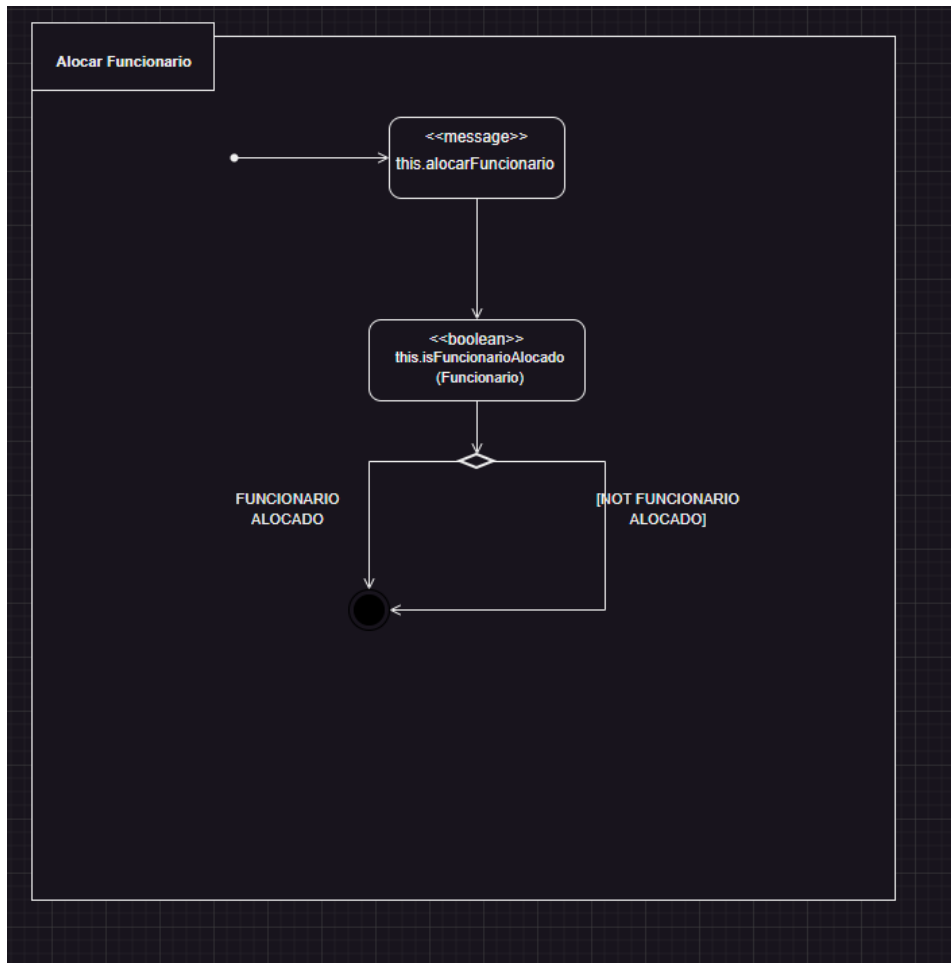 Alocar Funcionario
<<message>>
this.alocarFuncionario
<<boolean>>
this.isFuncionarioAlocado
(Funcionario)
FUNCIONARIO
ALOCADO
[NOT FUNCIONARIO
ALOCADO]